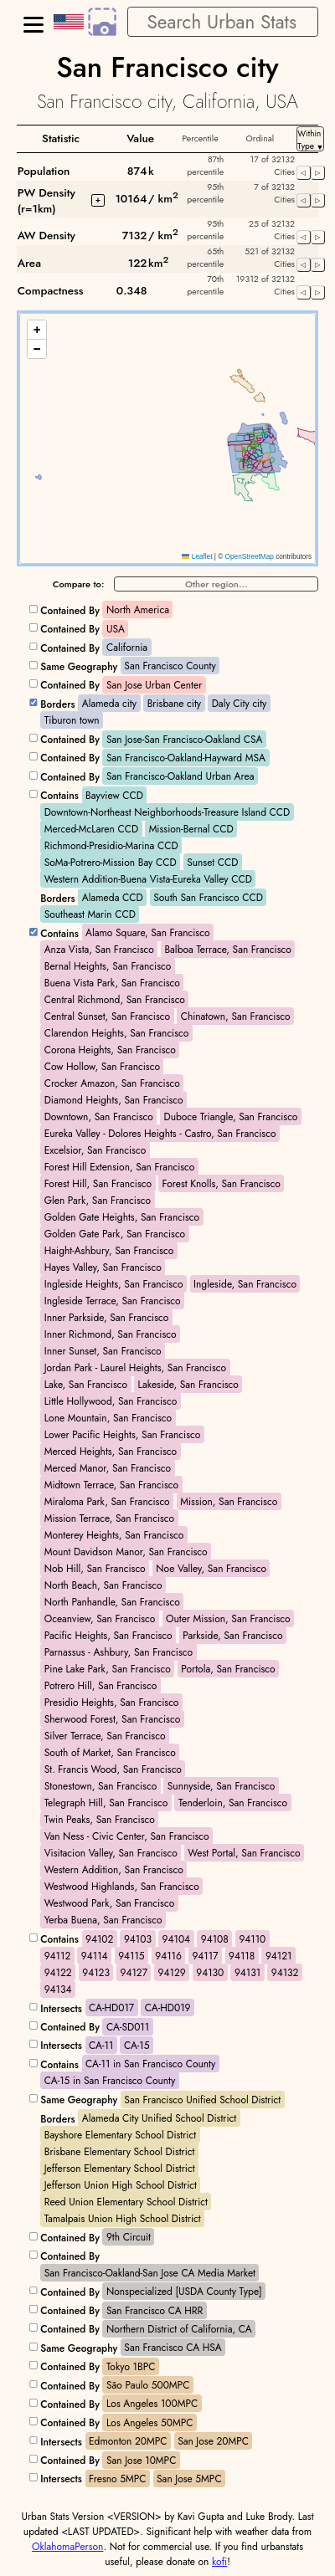 Search Urban Stats
San Francisco city
San Francisco city, California, USA
Statistic Value Percentile Ordinal Within Type ▼
Population 874 k 87th percentile 17 of 32132 Cities ◁ ▷
PW Density (r=1km) + 10164 / km2 95th percentile 7 of 32132 Cities ◁ ▷
AW Density 7132 / km2 95th percentile 25 of 32132 Cities ◁ ▷
Area 122 km2 65th percentile 521 of 32132 Cities ◁ ▷
Compactness 0.348 70th percentile 19312 of 32132 Cities ◁ ▷
+
−
Leaflet | © OpenStreetMap contributors
Compare to: Other region...
Contained By North America
Contained By USA
Contained By California
Same Geography San Francisco County
Contained By San Jose Urban Center
Borders Alameda city Brisbane city Daly City city
Tiburon town
Contained By San Jose-San Francisco-Oakland CSA
Contained By San Francisco-Oakland-Hayward MSA
Contained By San Francisco-Oakland Urban Area
Contains Bayview CCD
Downtown-Northeast Neighborhoods-Treasure Island CCD
Merced-McLaren CCD Mission-Bernal CCD
Richmond-Presidio-Marina CCD
SoMa-Potrero-Mission Bay CCD Sunset CCD
Western Addition-Buena Vista-Eureka Valley CCD
Borders Alameda CCD South San Francisco CCD
Southeast Marin CCD
Contains Alamo Square, San Francisco
Anza Vista, San Francisco Balboa Terrace, San Francisco
Bernal Heights, San Francisco
Buena Vista Park, San Francisco
Central Richmond, San Francisco
Central Sunset, San Francisco Chinatown, San Francisco
Clarendon Heights, San Francisco
Corona Heights, San Francisco
Cow Hollow, San Francisco
Crocker Amazon, San Francisco
Diamond Heights, San Francisco
Downtown, San Francisco Duboce Triangle, San Francisco
Eureka Valley - Dolores Heights - Castro, San Francisco
Excelsior, San Francisco
Forest Hill Extension, San Francisco
Forest Hill, San Francisco Forest Knolls, San Francisco
Glen Park, San Francisco
Golden Gate Heights, San Francisco
Golden Gate Park, San Francisco
Haight-Ashbury, San Francisco
Hayes Valley, San Francisco
Ingleside Heights, San Francisco Ingleside, San Francisco
Ingleside Terrace, San Francisco
Inner Parkside, San Francisco
Inner Richmond, San Francisco
Inner Sunset, San Francisco
Jordan Park - Laurel Heights, San Francisco
Lake, San Francisco Lakeside, San Francisco
Little Hollywood, San Francisco
Lone Mountain, San Francisco
Lower Pacific Heights, San Francisco
Merced Heights, San Francisco
Merced Manor, San Francisco
Midtown Terrace, San Francisco
Miraloma Park, San Francisco Mission, San Francisco
Mission Terrace, San Francisco
Monterey Heights, San Francisco
Mount Davidson Manor, San Francisco
Nob Hill, San Francisco Noe Valley, San Francisco
North Beach, San Francisco
North Panhandle, San Francisco
Oceanview, San Francisco Outer Mission, San Francisco
Pacific Heights, San Francisco Parkside, San Francisco
Parnassus - Ashbury, San Francisco
Pine Lake Park, San Francisco Portola, San Francisco
Potrero Hill, San Francisco
Presidio Heights, San Francisco
Sherwood Forest, San Francisco
Silver Terrace, San Francisco
South of Market, San Francisco
St. Francis Wood, San Francisco
Stonestown, San Francisco Sunnyside, San Francisco
Telegraph Hill, San Francisco Tenderloin, San Francisco
Twin Peaks, San Francisco
Van Ness - Civic Center, San Francisco
Visitacion Valley, San Francisco West Portal, San Francisco
Western Addition, San Francisco
Westwood Highlands, San Francisco
Westwood Park, San Francisco
Yerba Buena, San Francisco
Contains 94102 94103 94104 94108 94110
94112 94114 94115 94116 94117 94118 94121
94122 94123 94127 94129 94130 94131 94132
94134
Intersects CA-HD017 CA-HD019
Contained By CA-SD011
Intersects CA-11 CA-15
Contains CA-11 in San Francisco County
CA-15 in San Francisco County
Same Geography San Francisco Unified School District
Borders Alameda City Unified School District
Bayshore Elementary School District
Brisbane Elementary School District
Jefferson Elementary School District
Jefferson Union High School District
Reed Union Elementary School District
Tamalpais Union High School District
Contained By 9th Circuit
Contained By
San Francisco-Oakland-San Jose CA Media Market
Contained By Nonspecialized [USDA County Type]
Contained By San Francisco CA HRR
Contained By Northern District of California, CA
Same Geography San Francisco CA HSA
Contained By Tokyo 1BPC
Contained By São Paulo 500MPC
Contained By Los Angeles 100MPC
Contained By Los Angeles 50MPC
Intersects Edmonton 20MPC San Jose 20MPC
Contained By San Jose 10MPC
Intersects Fresno 5MPC San Jose 5MPC
Urban Stats Version <VERSION> by Kavi Gupta and Luke Brody. Last
updated <LAST UPDATED>. Significant help with weather data from
OklahomaPerson. Not for commercial use. If you find urbanstats
useful, please donate on kofi!